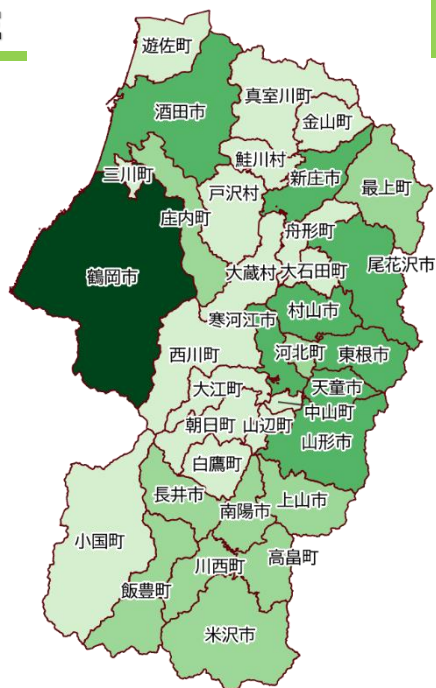 遊佐町
酒田市
真室川町
金山町
鮭川村
三川町
新庄市
最上町
戸沢村
庄内町
舟形町
鶴岡市
大蔵村
大石田町
尾花沢市
村山市
寒河江市
西川町
河北町
東根市
大江町
天童市
中山町
朝日町
山辺町
山形市
白鷹町
長井市
上山市
南陽市
小国町
川西町
高畠町
飯豊町
米沢市